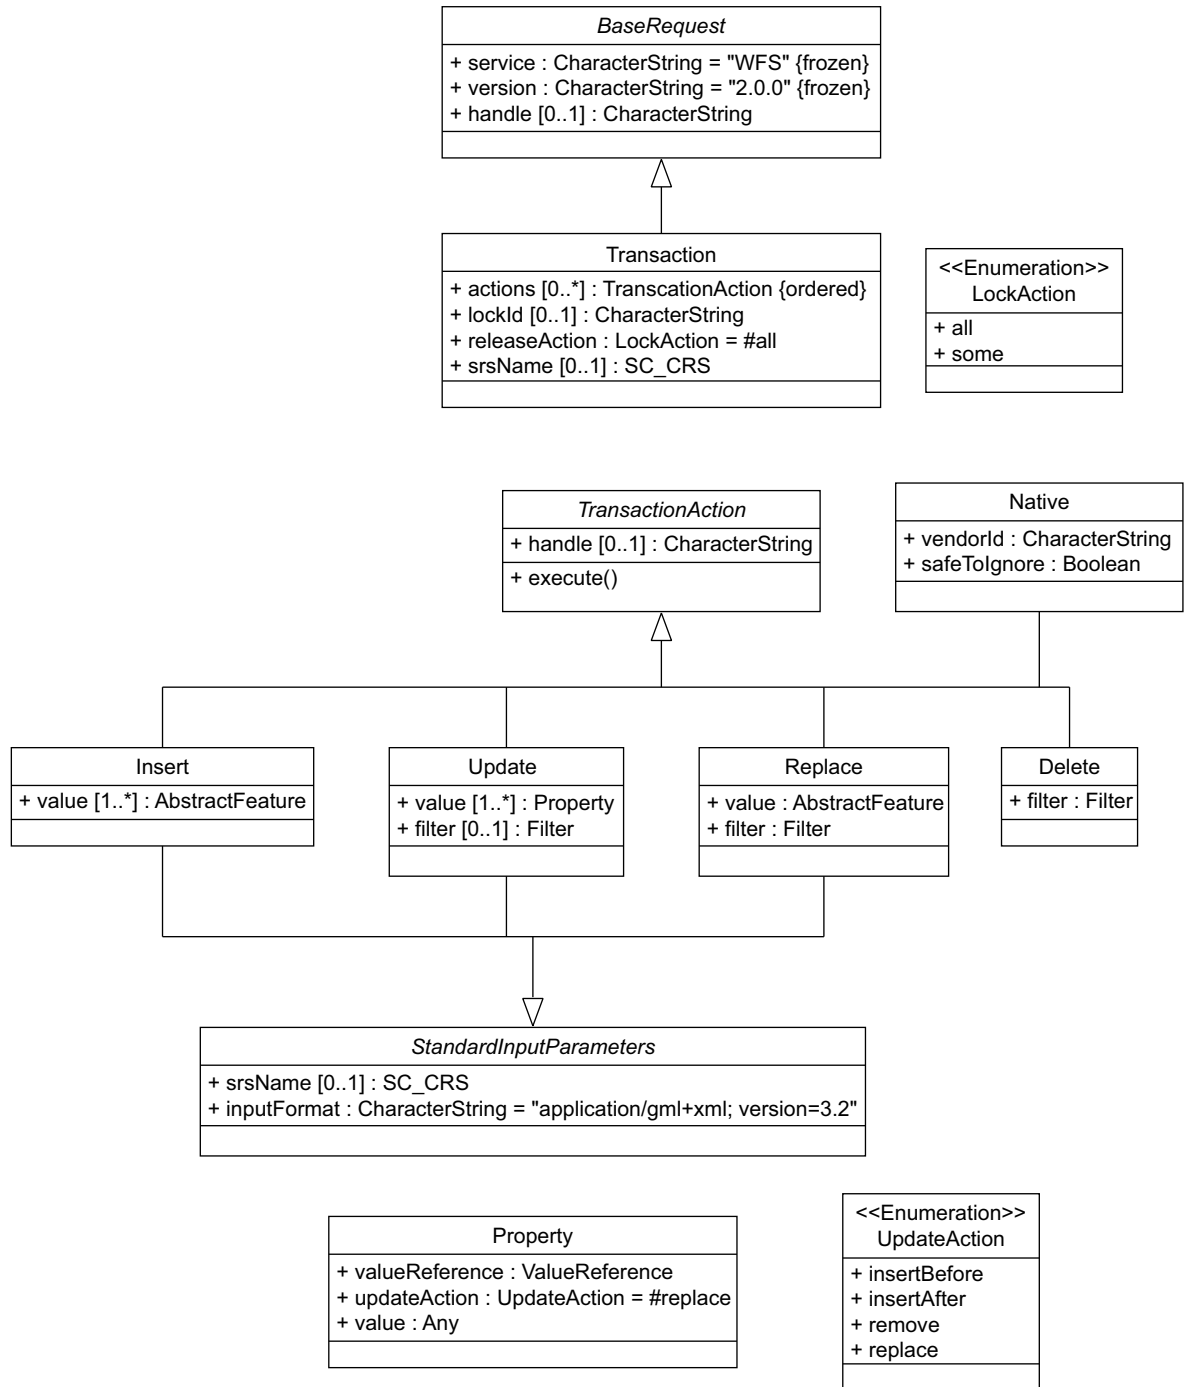 BaseRequest
+ service : CharacterString = "WFS" {frozen}
+ version : CharacterString = "2.0.0" {frozen}
+ handle [0..1] : CharacterString
Transaction
+ actions [0..*] : TranscationAction {ordered}
+ lockId [0..1] : CharacterString
+ releaseAction : LockAction = #all
+ srsName [0..1] : SC_CRS
<<Enumeration>>
LockAction
+ all
+ some
TransactionAction
+ handle [0..1] : CharacterString
+ execute()
Native
+ vendorId : CharacterString
+ safeToIgnore : Boolean
Insert
+ value [1..*] : AbstractFeature
Update
+ value [1..*] : Property
+ filter [0..1] : Filter
Replace
+ value : AbstractFeature
+ filter : Filter
Delete
+ filter : Filter
StandardInputParameters
+ srsName [0..1] : SC_CRS
+ inputFormat : CharacterString = "application/gml+xml; version=3.2"
Property
+ valueReference : ValueReference
+ updateAction : UpdateAction = #replace
+ value : Any
<<Enumeration>>
UpdateAction
+ insertBefore
+ insertAfter
+ remove
+ replace